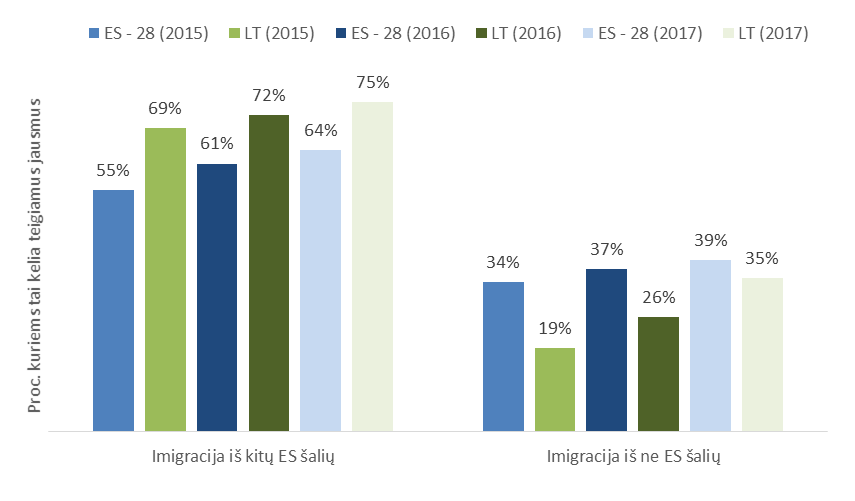 ES - 28 (2015) LT (2015) ES - 28 (2016) LT (2016) ES - 28 (2017) LT (2017)
Proc. kuriems tai kelia teigiamus jausmus
55% 69% 61% 72% 64% 75%
34% 19% 37% 26% 39% 35%
Imigracija iš kitų ES šalių
Imigracija iš ne ES šalių